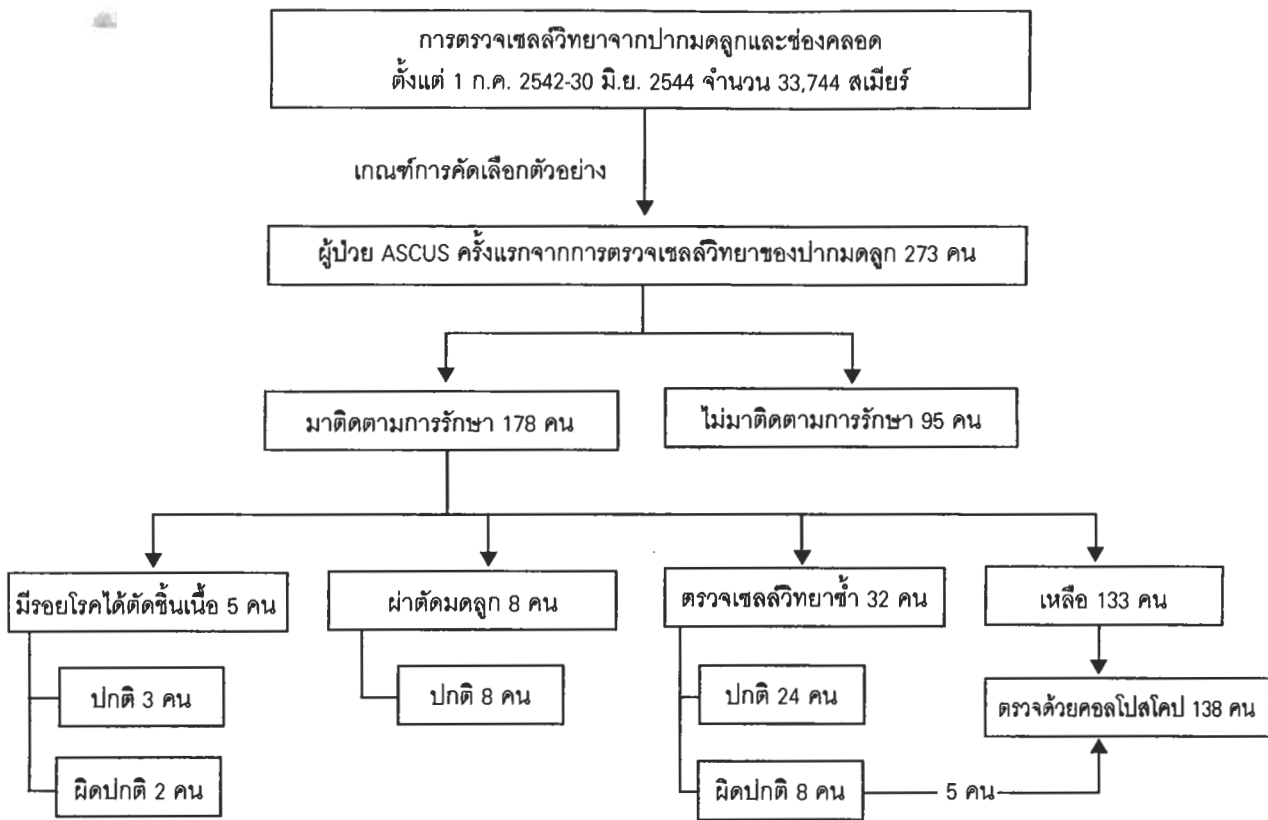 การตรวจเซลล์วิทยาจากปากมดลูกและช่องคลอด
ตั้งแต่ 1 ก.ค. 2542-30 มิ.ย. 2544 จำนวน 33,744 สเมียร์
เกณฑ์การคัดเลือกตัวอย่าง
ผู้ป่วย ASCUS ครั้งแรกจากการตรวจเซลล์วิทยาของปากมดลูก 273 คน
มาติดตามการรักษา 178 คน
ไม่มาติดตามการรักษา 95 คน
มีรอยโรคได้ตัดชิ้นเนื้อ 5 คน
ผ่าตัดมดลูก 8 คน
ตรวจเซลล์วิทยาซ้ำ 32 คน
เหลือ 133 คน
ปกติ 3 คน
ปกติ 8 คน
ปกติ 24 คน
ตรวจด้วยคอลโปสโคป 138 คน
ผิดปกติ 2 คน
ผิดปกติ 8 คน
5 คน